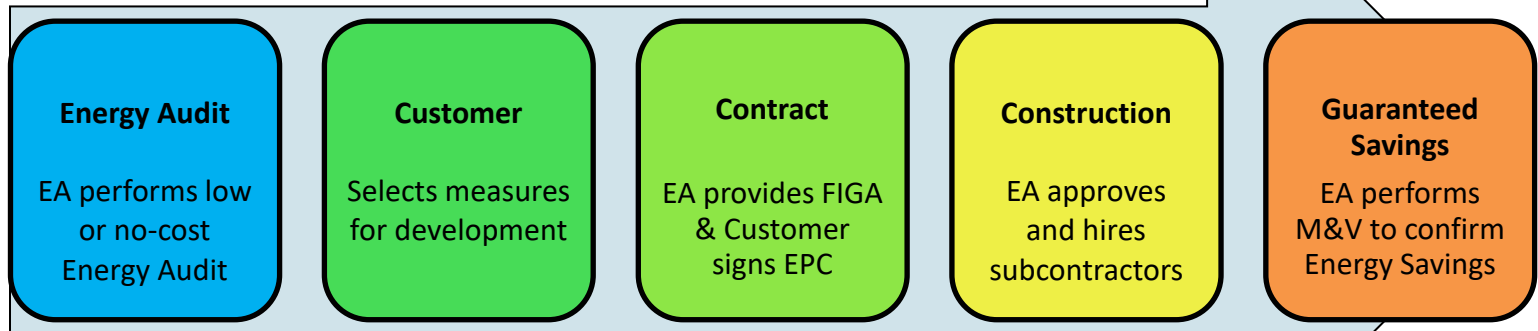 Energy Audit
EA performs low
or no-cost
Energy Audit
Customer
Selects measures
for development
Contract
EA provides FIGA
& Customer
signs EPC
Construction
EA approves
and hires
subcontractors
Guaranteed
Savings
EA performs
M&V to confirm
Energy Savings